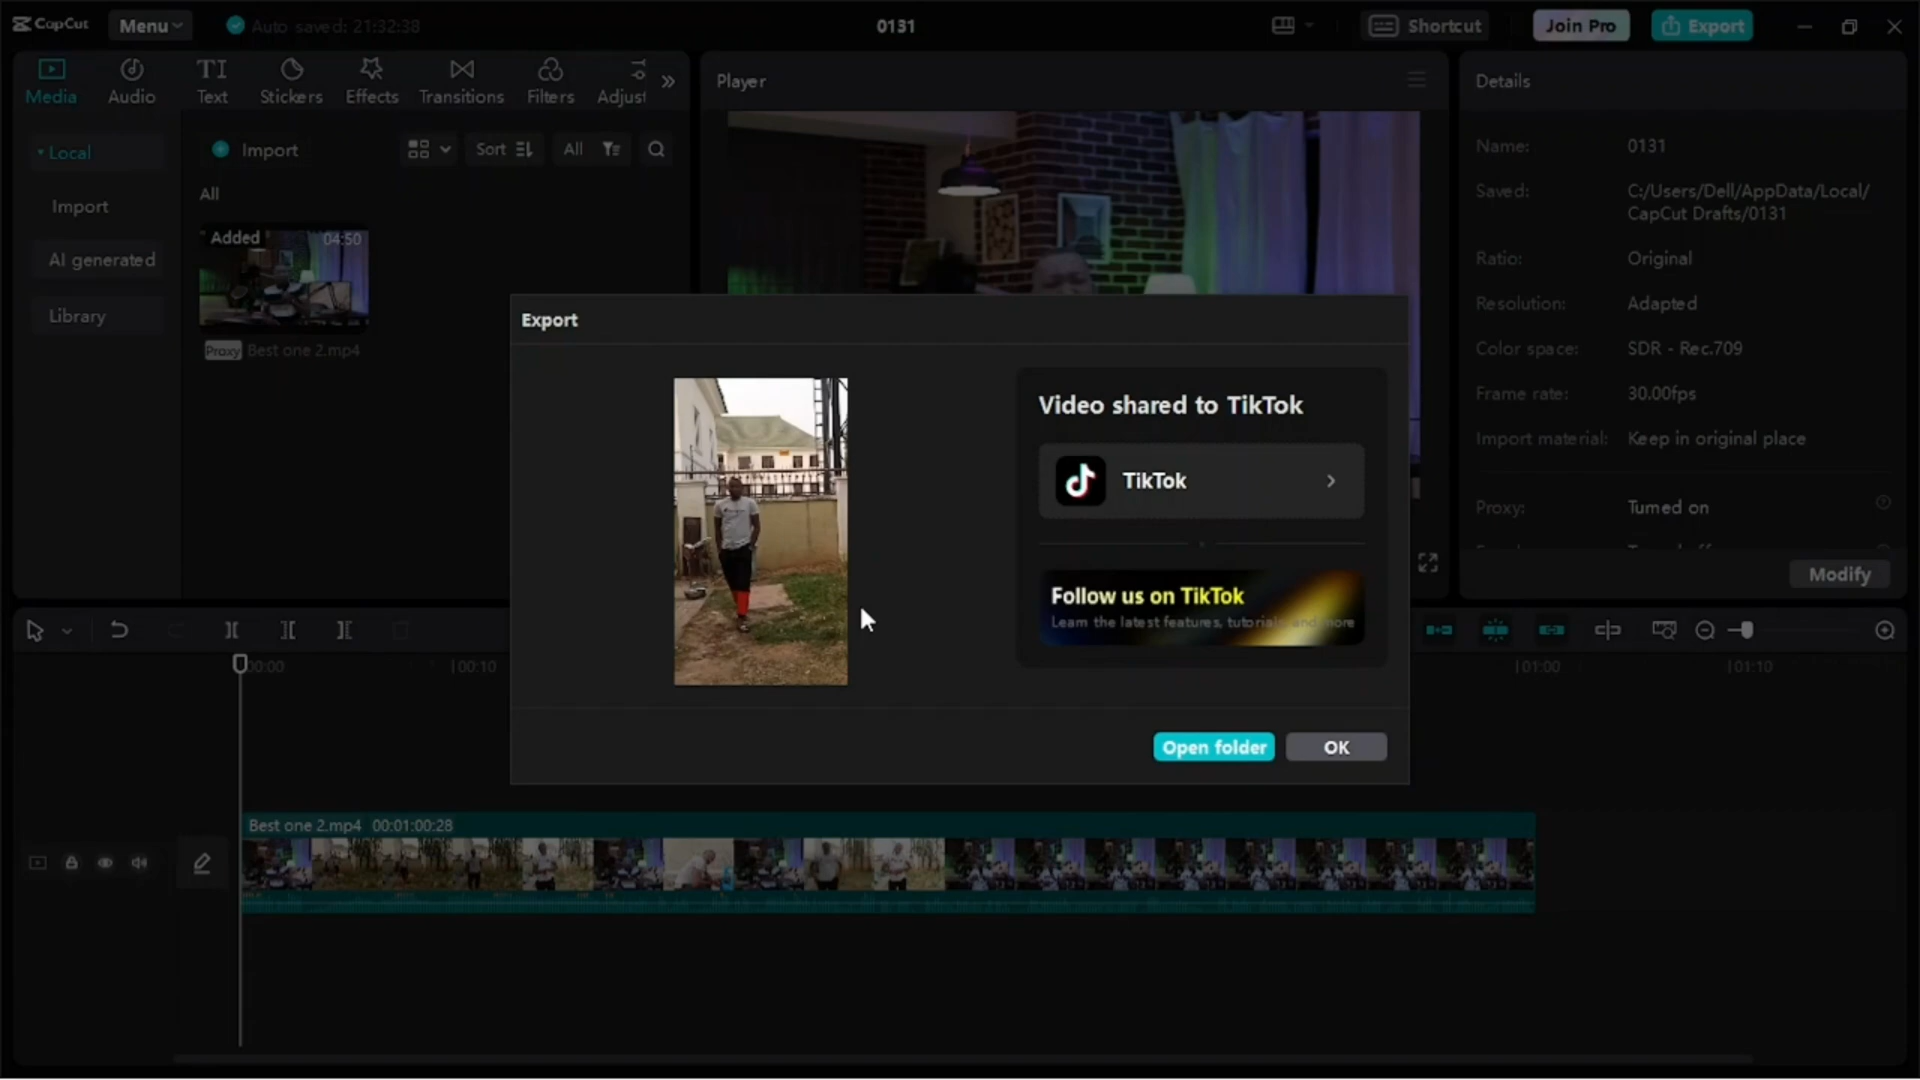 CapCut
Menu
Auto saved: 21:32:38
0131
Shortcut
Join Pro
Export
Media
Audio
Text
Stickers
Effects
Transitions
Filters
Adjust
Player
Details
Local
Import
AI generated
Library
Import
Sort
All
All
Added
04:50
Proxy
Best one 2.mp4
Name:
0131
Saved:
C:/Users/Dell/AppData/Local/
CapCut Drafts/0131
Ratio:
Original
Resolution:
Adapted
Color space:
SDR - Rec.709
Frame rate:
30.00fps
Import material:
Keep in original place
Proxy:
Turned on
Modify
Export
Video shared to TikTok
TikTok
Follow us on TikTok
Learn the latest features, tutorials, and more
Open folder
OK
00:00
00:10
01:00
01:10
Best one 2.mp4 00:01:00:28